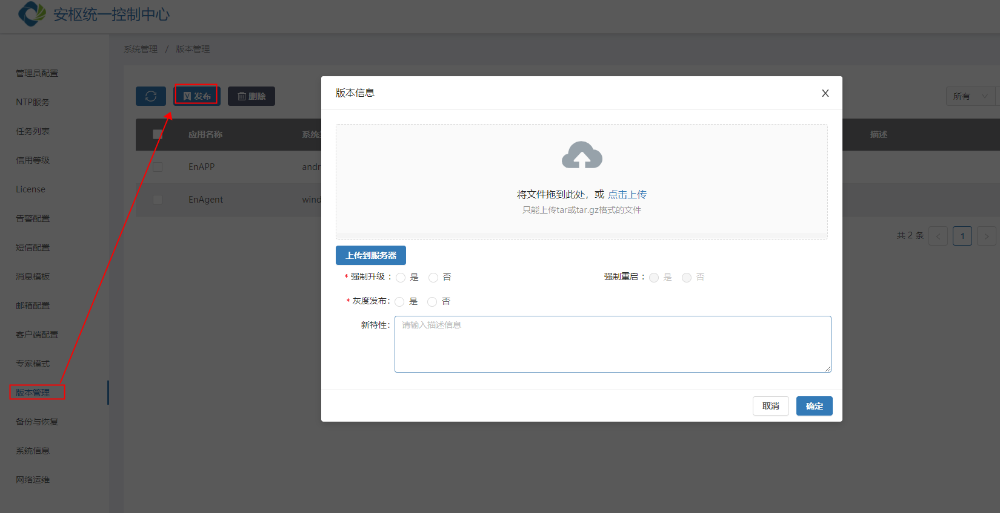 安枢统一控制中心
系统管理 / 版本管理
管理员配置
NTP服务
任务列表
信用等级
License
告警配置
短信配置
消息模板
邮箱配置
客户端配置
专家模式
版本管理
备份与恢复
系统信息
网络运维
发布
删除
所有
应用名称
系统
描述
EnAPP
andr
EnAgent
wind
共 2 条
< 1 >
版本信息
X
将文件拖到此处，或 点击上传
只能上传tar或tar.gz格式的文件
上传到服务器
* 强制升级： 是 否 强制重启： 是 否
* 灰度发布： 是 否
新特性： 请输入描述信息
取消 确定